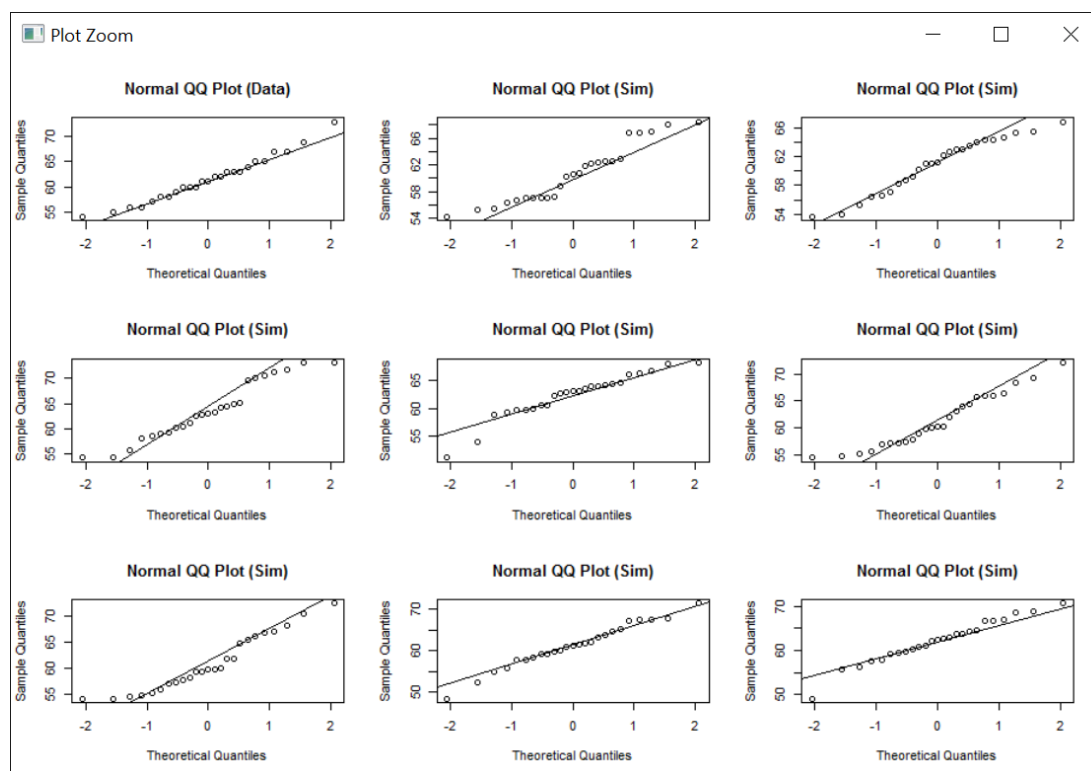 Plot Zoom
Normal QQ Plot (Data)
Sample Quantiles
55 60 65 70
-2 -1 0 1 2
Theoretical Quantiles
Normal QQ Plot (Sim)
Sample Quantiles
54 58 62 66
-2 -1 0 1 2
Theoretical Quantiles
Normal QQ Plot (Sim)
Sample Quantiles
54 58 62 66
-2 -1 0 1 2
Theoretical Quantiles
Normal QQ Plot (Sim)
Sample Quantiles
55 60 65 70
-2 -1 0 1 2
Theoretical Quantiles
Normal QQ Plot (Sim)
Sample Quantiles
55 60 65
-2 -1 0 1 2
Theoretical Quantiles
Normal QQ Plot (Sim)
Sample Quantiles
55 60 65 70
-2 -1 0 1 2
Theoretical Quantiles
Normal QQ Plot (Sim)
Sample Quantiles
55 60 65 70
-2 -1 0 1 2
Theoretical Quantiles
Normal QQ Plot (Sim)
Sample Quantiles
50 60 70
-2 -1 0 1 2
Theoretical Quantiles
Normal QQ Plot (Sim)
Sample Quantiles
50 60 70
-2 -1 0 1 2
Theoretical Quantiles